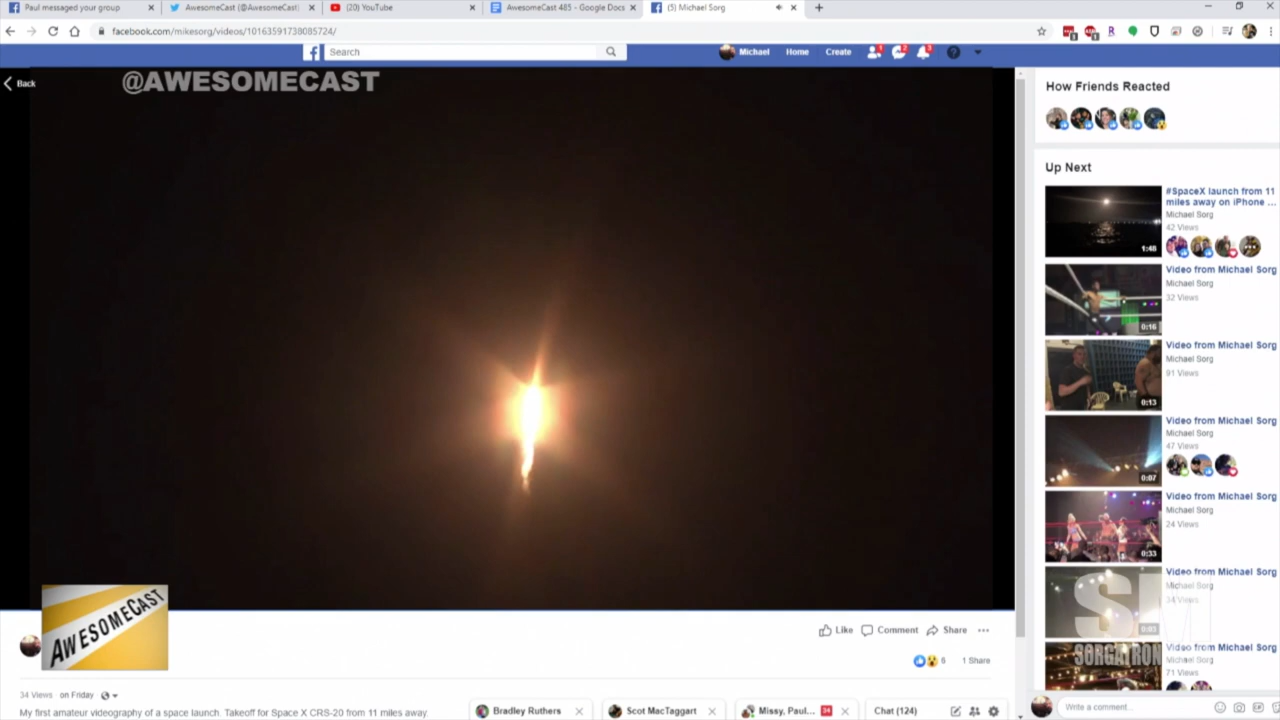 Paul messaged your group
AwesomeCast (@AwesomeCast)
(20) YouTube
AwesomeCast 485 - Google Docs
(5) Michael Sorg
facebook.com/mikesorg/videos/10163591738085724/
Search
Michael
Home
Create
Back
@AWESOMECAST
How Friends Reacted
Up Next
#SpaceX launch from 11
miles away on iPhone ...
Michael Sorg
42 Views
1:48
Video from Michael Sorg
Michael Sorg
32 Views
0:16
Video from Michael Sorg
Michael Sorg
91 Views
0:13
Video from Michael Sorg
Michael Sorg
47 Views
0:07
Video from Michael Sorg
Michael Sorg
24 Views
0:33
Video from Michael Sorg
Michael Sorg
34 Views
0:03
SORGATRON
Video from Michael Sorg
Michael Sorg
71 Views
AWESOMECAST
Like
Comment
Share
6
1 Share
34 Views · on Friday
My first amateur videography of a space launch. Takeoff for Space X CRS-20 from 11 miles away.
Bradley Ruthers
Scot MacTaggart
Missy, Paul...
Chat (124)
Write a comment...